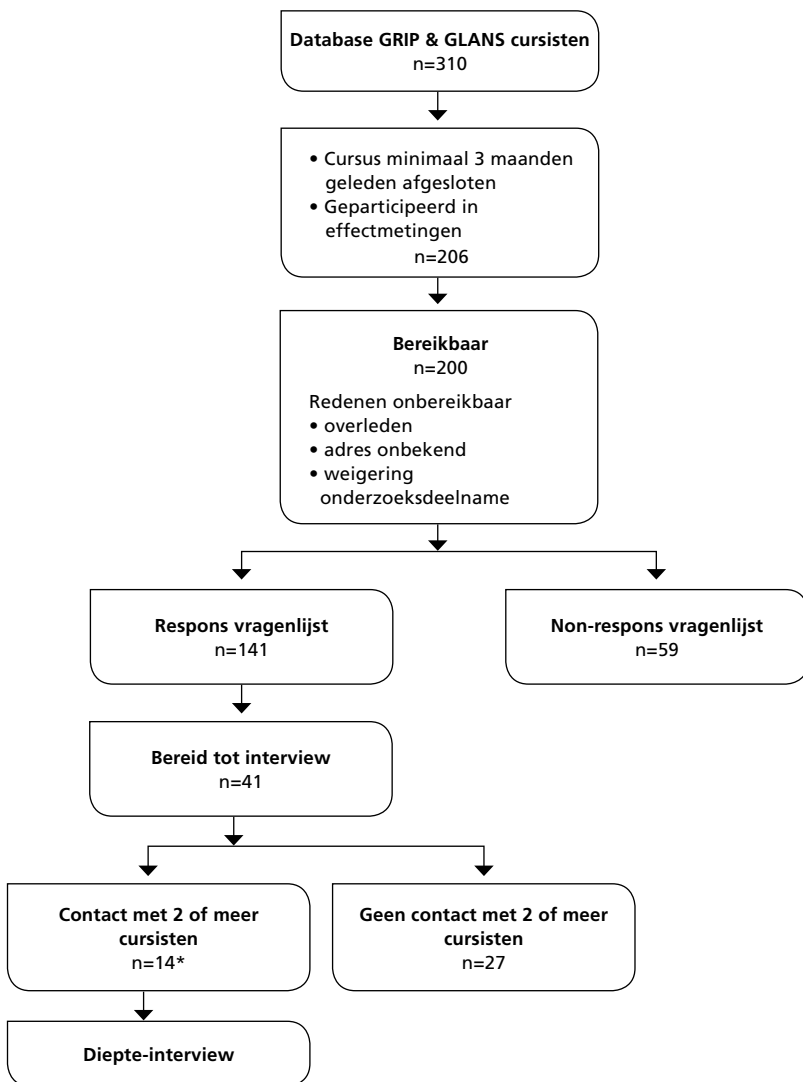 Database GRIP & GLANS cursisten
n=310
• Cursus minimaal 3 maanden
geleden afgesloten
• Geparticipeerd in
effectmetingen
n=206
Bereikbaar
n=200
Redenen onbereikbaar
• overleden
• adres onbekend
• weigering
onderzoeksdeelname
Respons vragenlijst
n=141
Non-respons vragenlijst
n=59
Bereid tot interview
n=41
Contact met 2 of meer
cursisten
n=14*
Geen contact met 2 of meer
cursisten
n=27
Diepte-interview